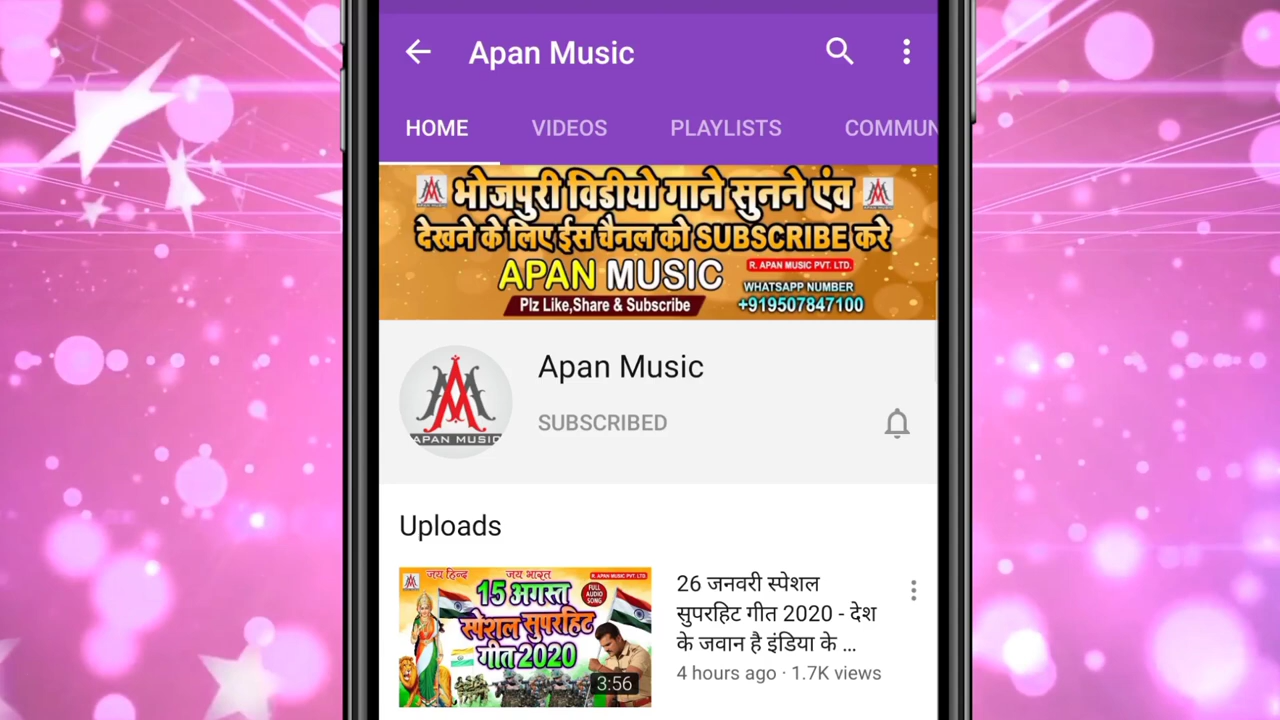 Apan Music
HOME VIDEOS PLAYLISTS COMMUN
भोजपुरी विडीयो गाने सुनने एंव
देखने के लिए ईस चैनल को SUBSCRIBE करे
APAN MUSIC
R. APAN MUSIC PVT. LTD.
WHATSAPP NUMBER
+919507847100
Plz Like,Share & Subscribe
Apan Music
SUBSCRIBED
APAN MUSIC
Uploads
जय हिन्द जय भारत
R. APAN MUSIC PVT. LTD
15 अगस्त
FULL
AUDIO
SONG
स्पेशल सुपरहिट
गीत 2020
3:56
26 जनवरी स्पेशल
सुपरहिट गीत 2020 - देश
के जवान है इंडिया के ...
4 hours ago · 1.7K views